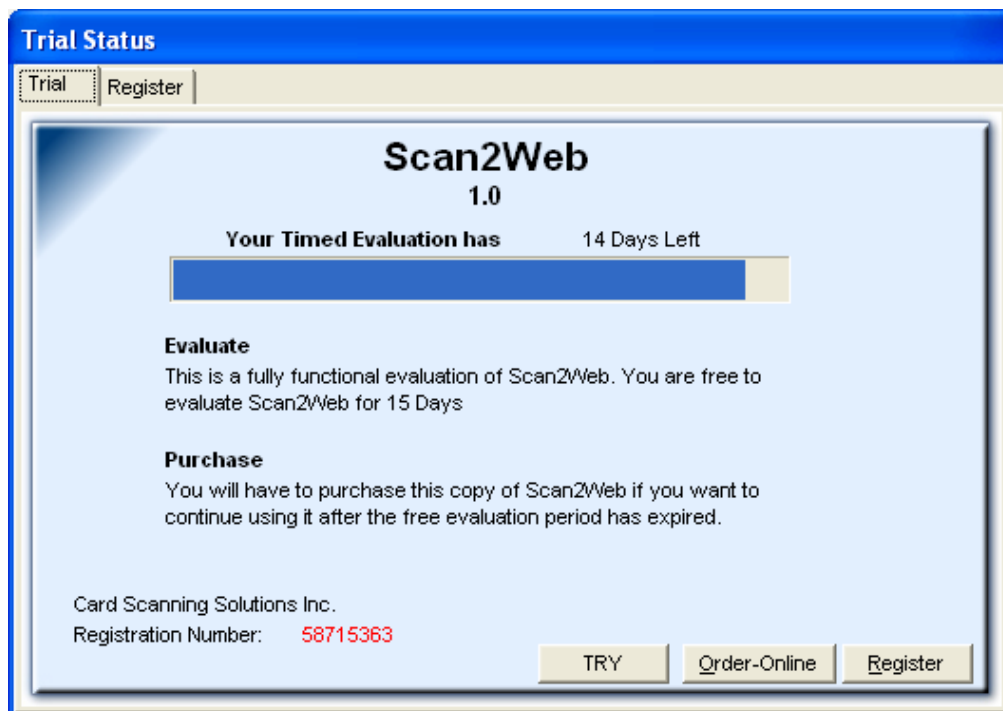 Trial Status
Trial Register
Scan2Web
1.0
Your Timed Evaluation has 14 Days Left
Evaluate
This is a fully functional evaluation of Scan2Web. You are free to
evaluate Scan2Web for 15 Days
Purchase
You will have to purchase this copy of Scan2Web if you want to
continue using it after the free evaluation period has expired.
Card Scanning Solutions Inc.
Registration Number: 58715363
TRY Order-Online Register